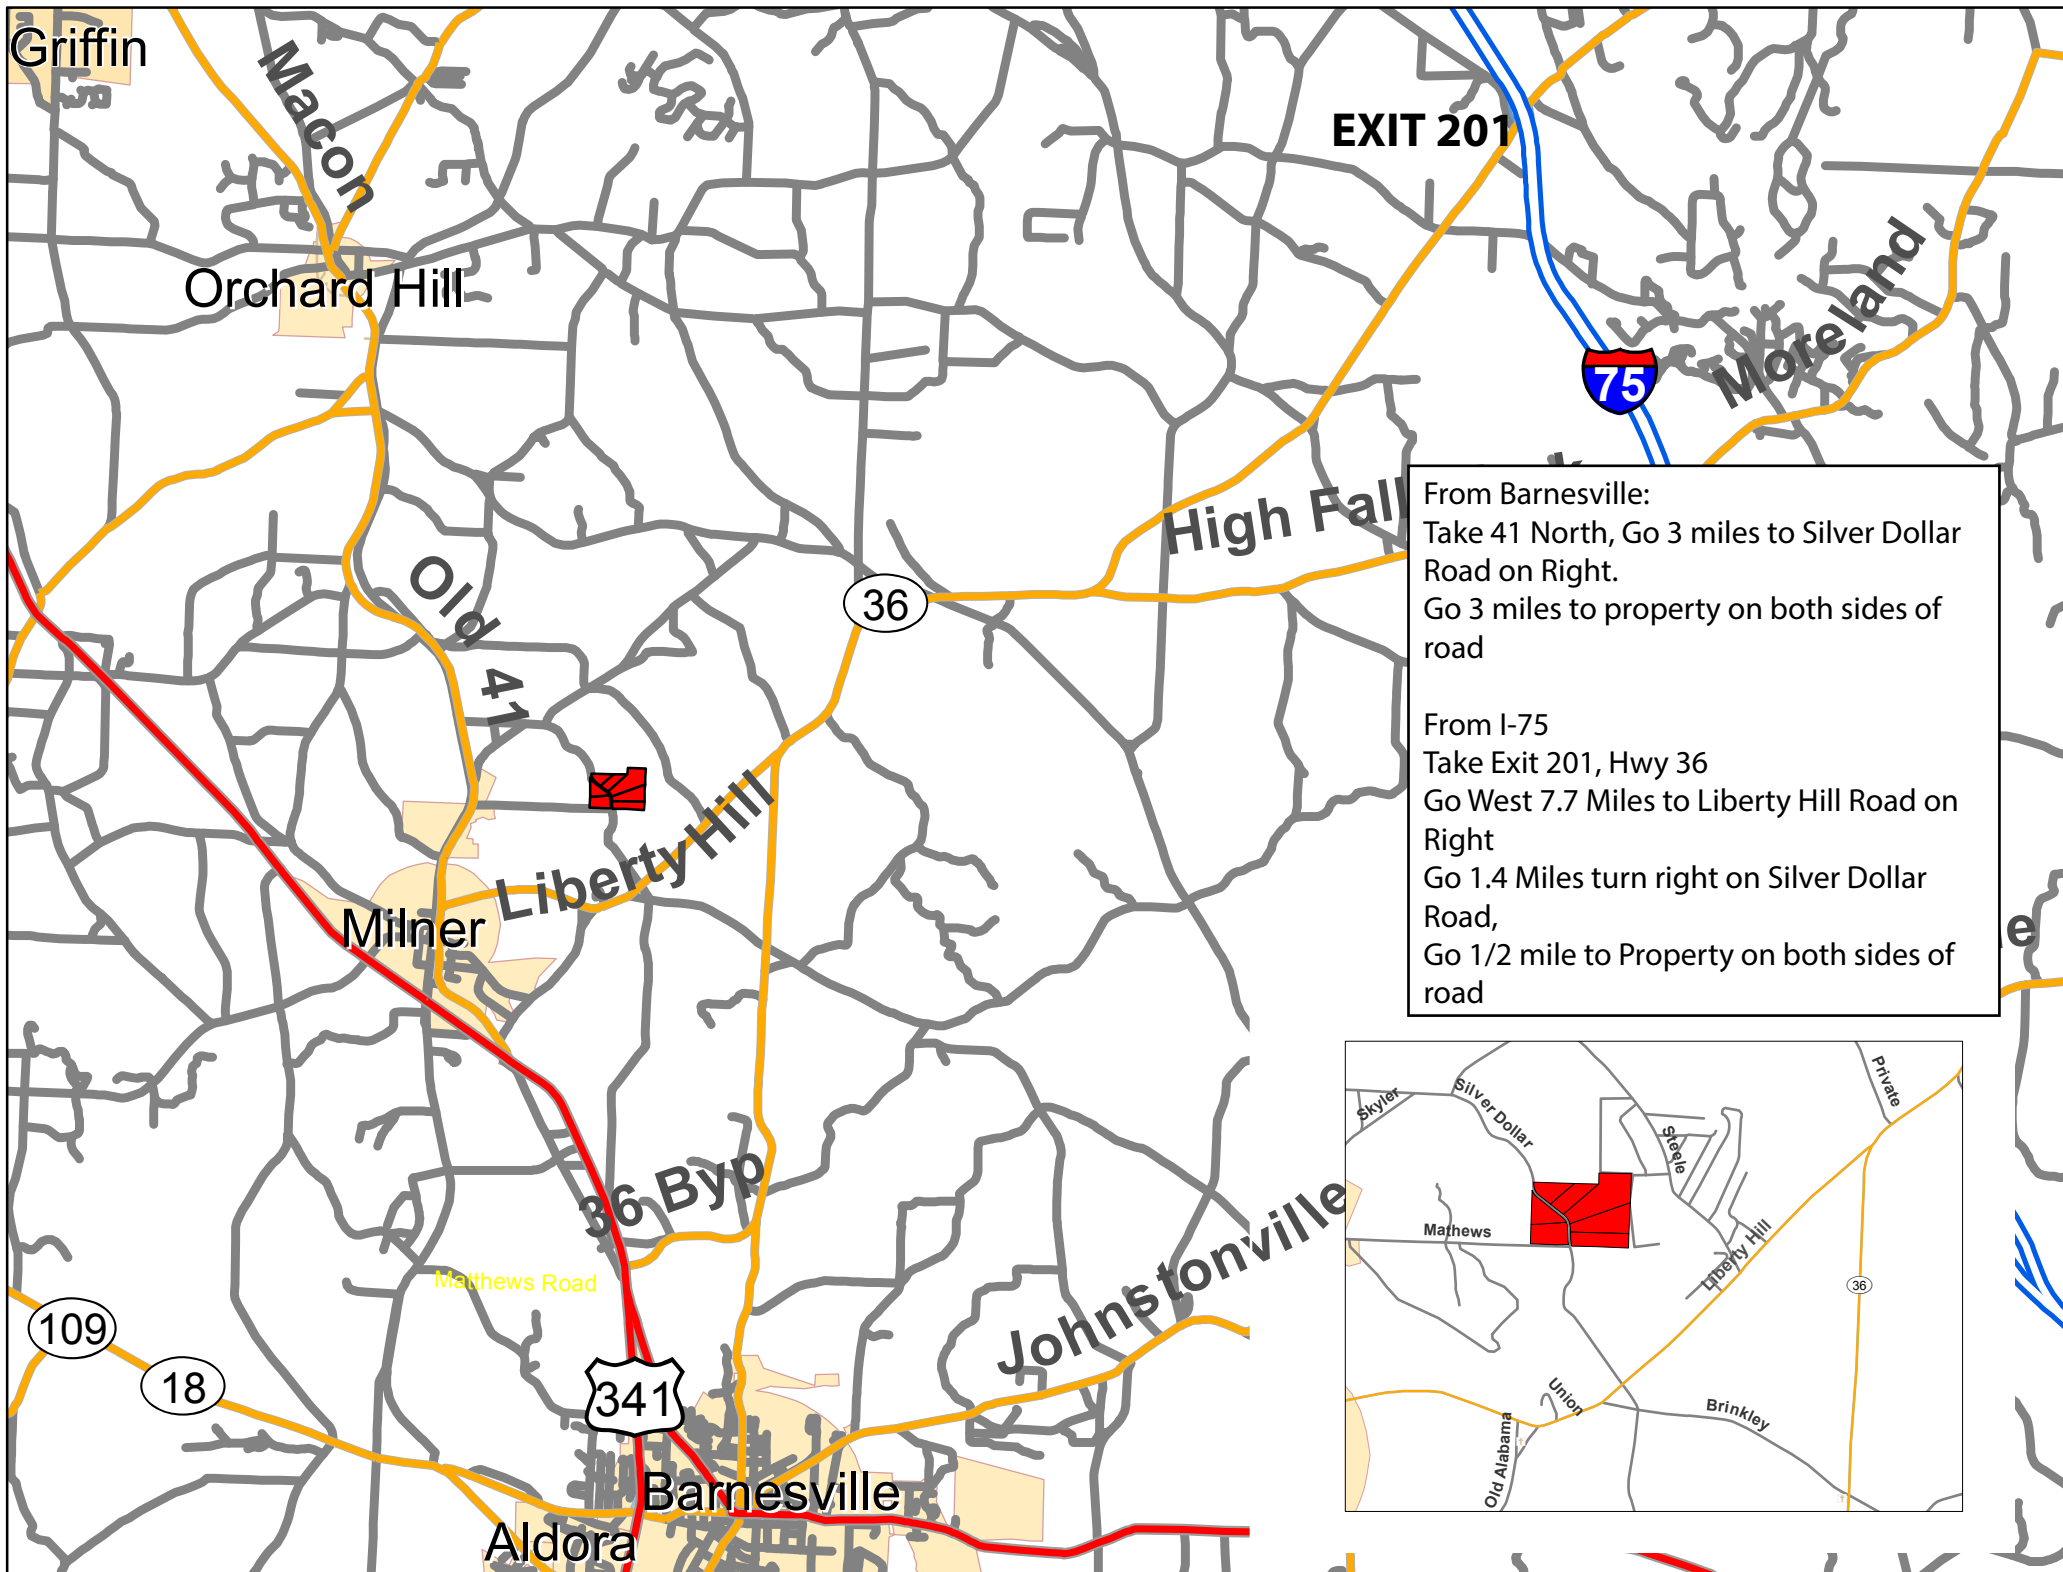 Griffin
Macon
EXIT 201
Orchard Hill
Moreland
75
High Fall
From Barnesville:
Take 41 North, Go 3 miles to Silver Dollar
Road on Right.
Go 3 miles to property on both sides of
road
From I-75
Take Exit 201, Hwy 36
Go West 7.7 Miles to Liberty Hill Road on
Right
Go 1.4 Miles turn right on Silver Dollar
Road,
Go 1/2 mile to Property on both sides of
road
Old 41
36
Liberty Hill
Milner
36 Byp
Matthews Road
Johnstonville
109
18
341
Barnesville
Aldora
Private
Skyler
Silver Dollar
Steele
Mathews
Liberty Hill
36
Union
Brinkley
Old Alabama